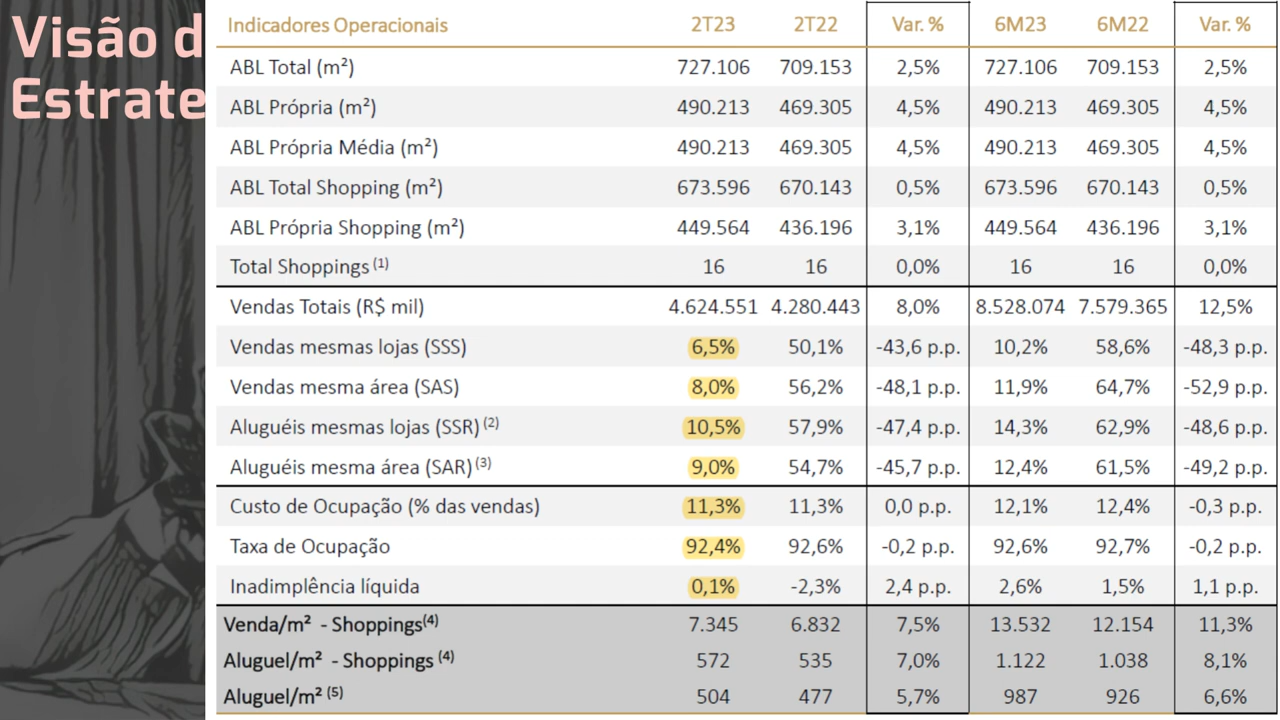 Visão d
Estrate
Indicadores Operacionais 2T23 2T22 Var. % 6M23 6M22 Var. %
ABL Total (m²) 727.106 709.153 2,5% 727.106 709.153 2,5%
ABL Própria (m²) 490.213 469.305 4,5% 490.213 469.305 4,5%
ABL Própria Média (m²) 490.213 469.305 4,5% 490.213 469.305 4,5%
ABL Total Shopping (m²) 673.596 670.143 0,5% 673.596 670.143 0,5%
ABL Própria Shopping (m²) 449.564 436.196 3,1% 449.564 436.196 3,1%
Total Shoppings (1) 16 16 0,0% 16 16 0,0%
Vendas Totais (R$ mil) 4.624.551 4.280.443 8,0% 8.528.074 7.579.365 12,5%
Vendas mesmas lojas (SSS) 6,5% 50,1% -43,6 p.p. 10,2% 58,6% -48,3 p.p.
Vendas mesma área (SAS) 8,0% 56,2% -48,1 p.p. 11,9% 64,7% -52,9 p.p.
Aluguéis mesmas lojas (SSR) (2) 10,5% 57,9% -47,4 p.p. 14,3% 62,9% -48,6 p.p.
Aluguéis mesma área (SAR) (3) 9,0% 54,7% -45,7 p.p. 12,4% 61,5% -49,2 p.p.
Custo de Ocupação (% das vendas) 11,3% 11,3% 0,0 p.p. 12,1% 12,4% -0,3 p.p.
Taxa de Ocupação 92,4% 92,6% -0,2 p.p. 92,6% 92,7% -0,2 p.p.
Inadimplência líquida 0,1% -2,3% 2,4 p.p. 2,6% 1,5% 1,1 p.p.
Venda/m² - Shoppings(4) 7.345 6.832 7,5% 13.532 12.154 11,3%
Aluguel/m² - Shoppings (4) 572 535 7,0% 1.122 1.038 8,1%
Aluguel/m² (5) 504 477 5,7% 987 926 6,6%